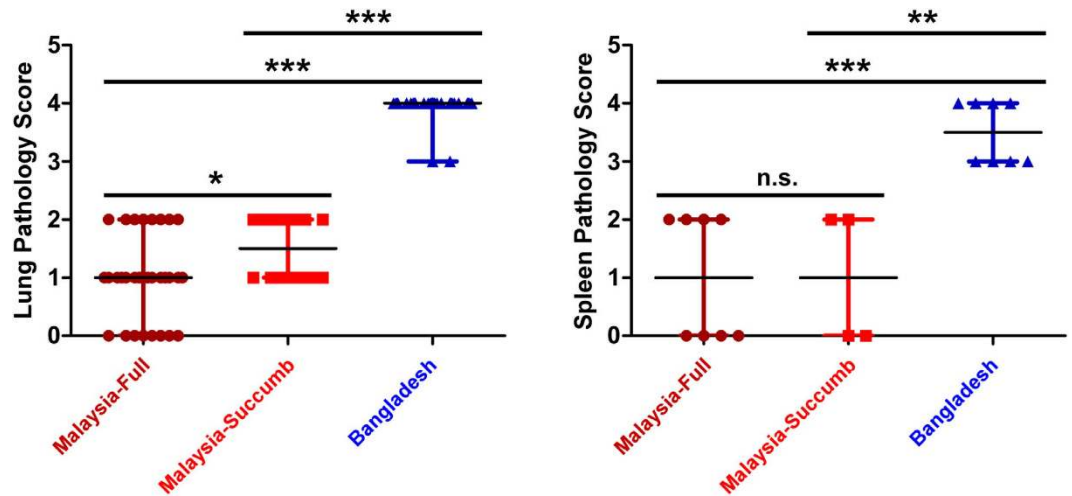 ***
***
*
Lung Pathology Score
5
4
3
2
1
0
Malaysia-Full
Malaysia-Succumb
Bangladesh
**
***
n.s.
Spleen Pathology Score
5
4
3
2
1
0
Malaysia-Full
Malaysia-Succumb
Bangladesh